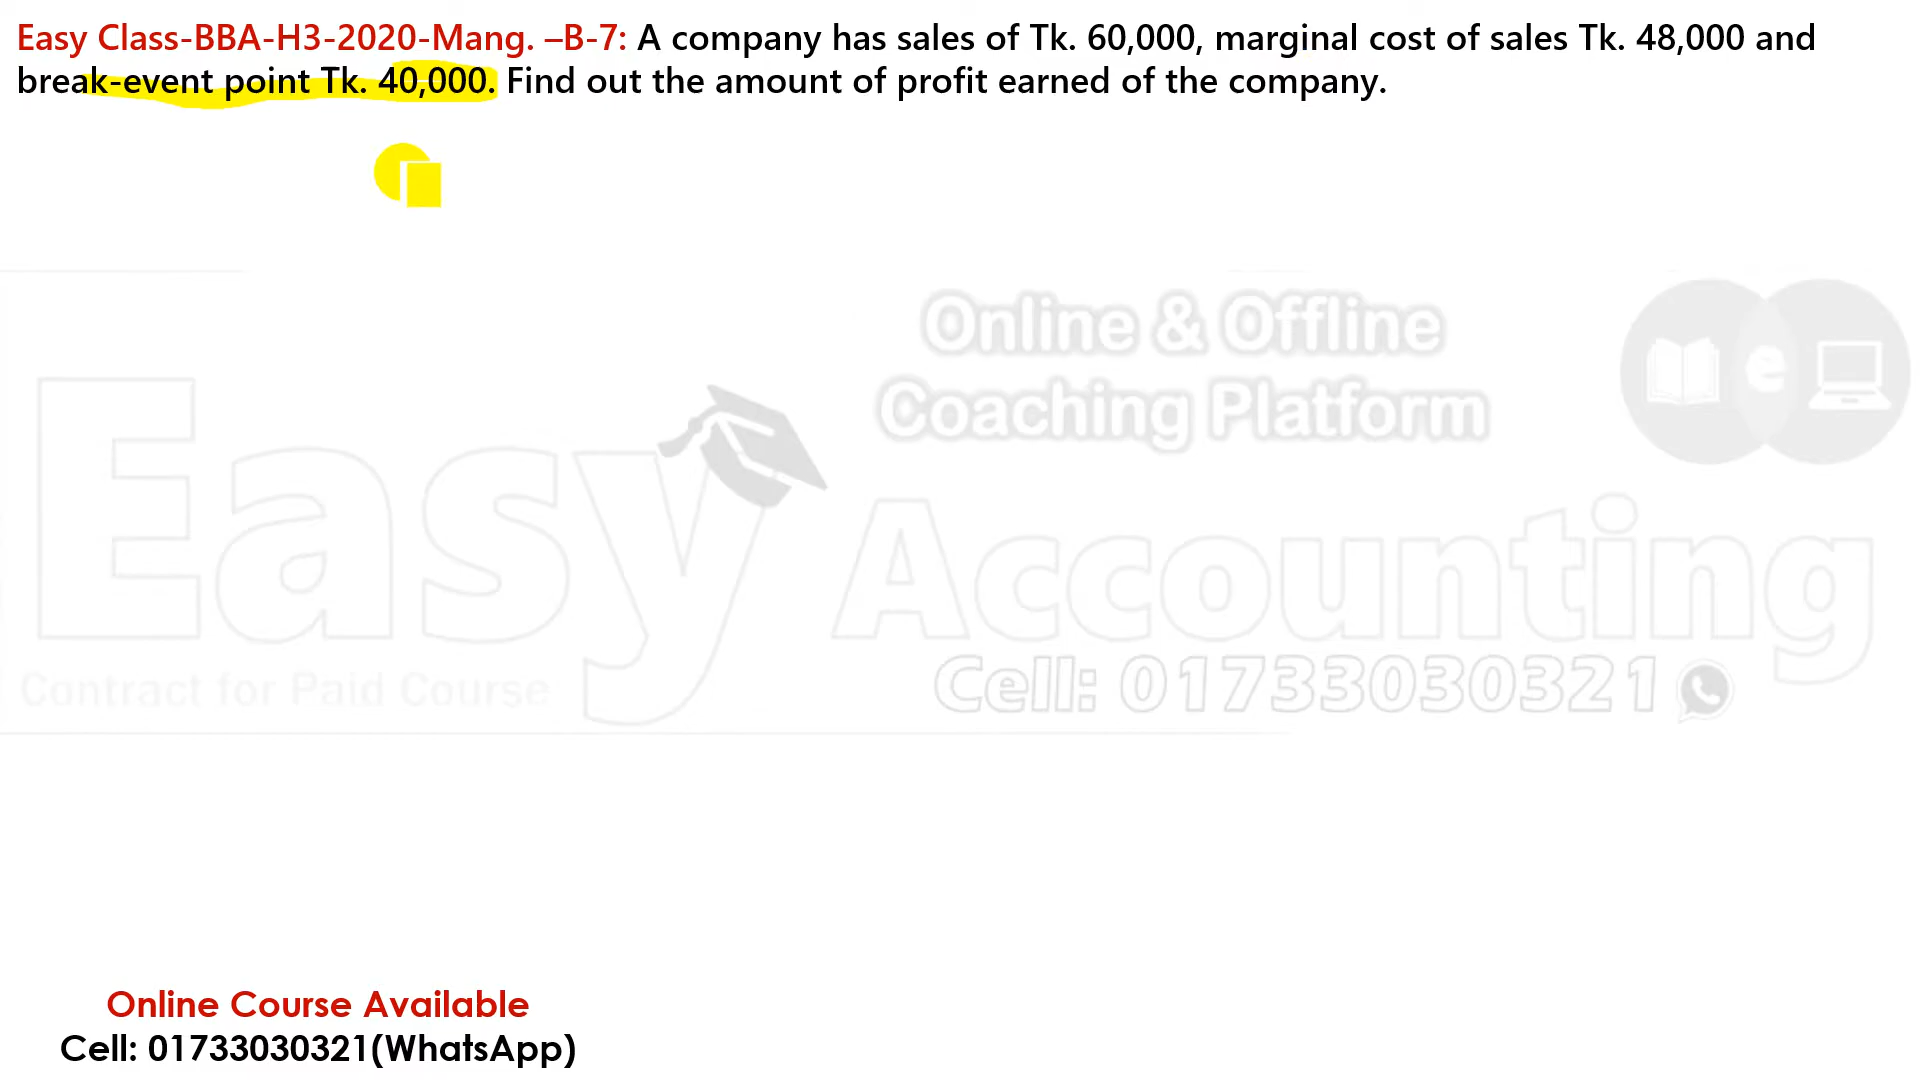 Easy Class-BBA-H3-2020-Mang. –B-7: A company has sales of Tk. 60,000, marginal cost of sales Tk. 48,000 and
break-event point Tk. 40,000. Find out the amount of profit earned of the company.
Online & Offline
Coaching Platform
e
Easy Accounting
Contract for Paid Course
Cell: 01733030321
Online Course Available
Cell: 01733030321(WhatsApp)